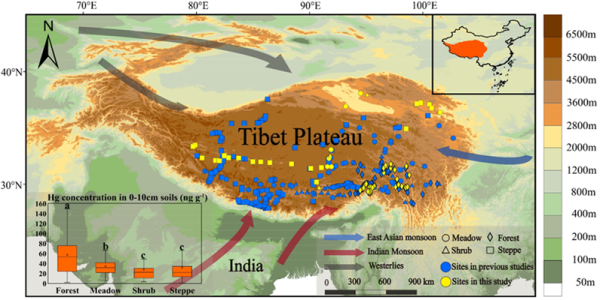 70°E 80°E 90°E 100°E
N
6500m
5500m
4500m
3600m
2800m
2000m
1200m
800m
400m
200m
100m
50m
40°N
30°N
Tibet Plateau
India
Hg concentration in 0-10cm soils (ng g-1)
160
140
120
100
80
60
40
20
0
a
b
c
c
Forest Meadow Shrub Steppe
East Asian monsoon
Indian Monsoon
Westerlies
Meadow Forest
Shrub Steppe
Sites in previous studies
Sites in this study
0 300 600 900 km